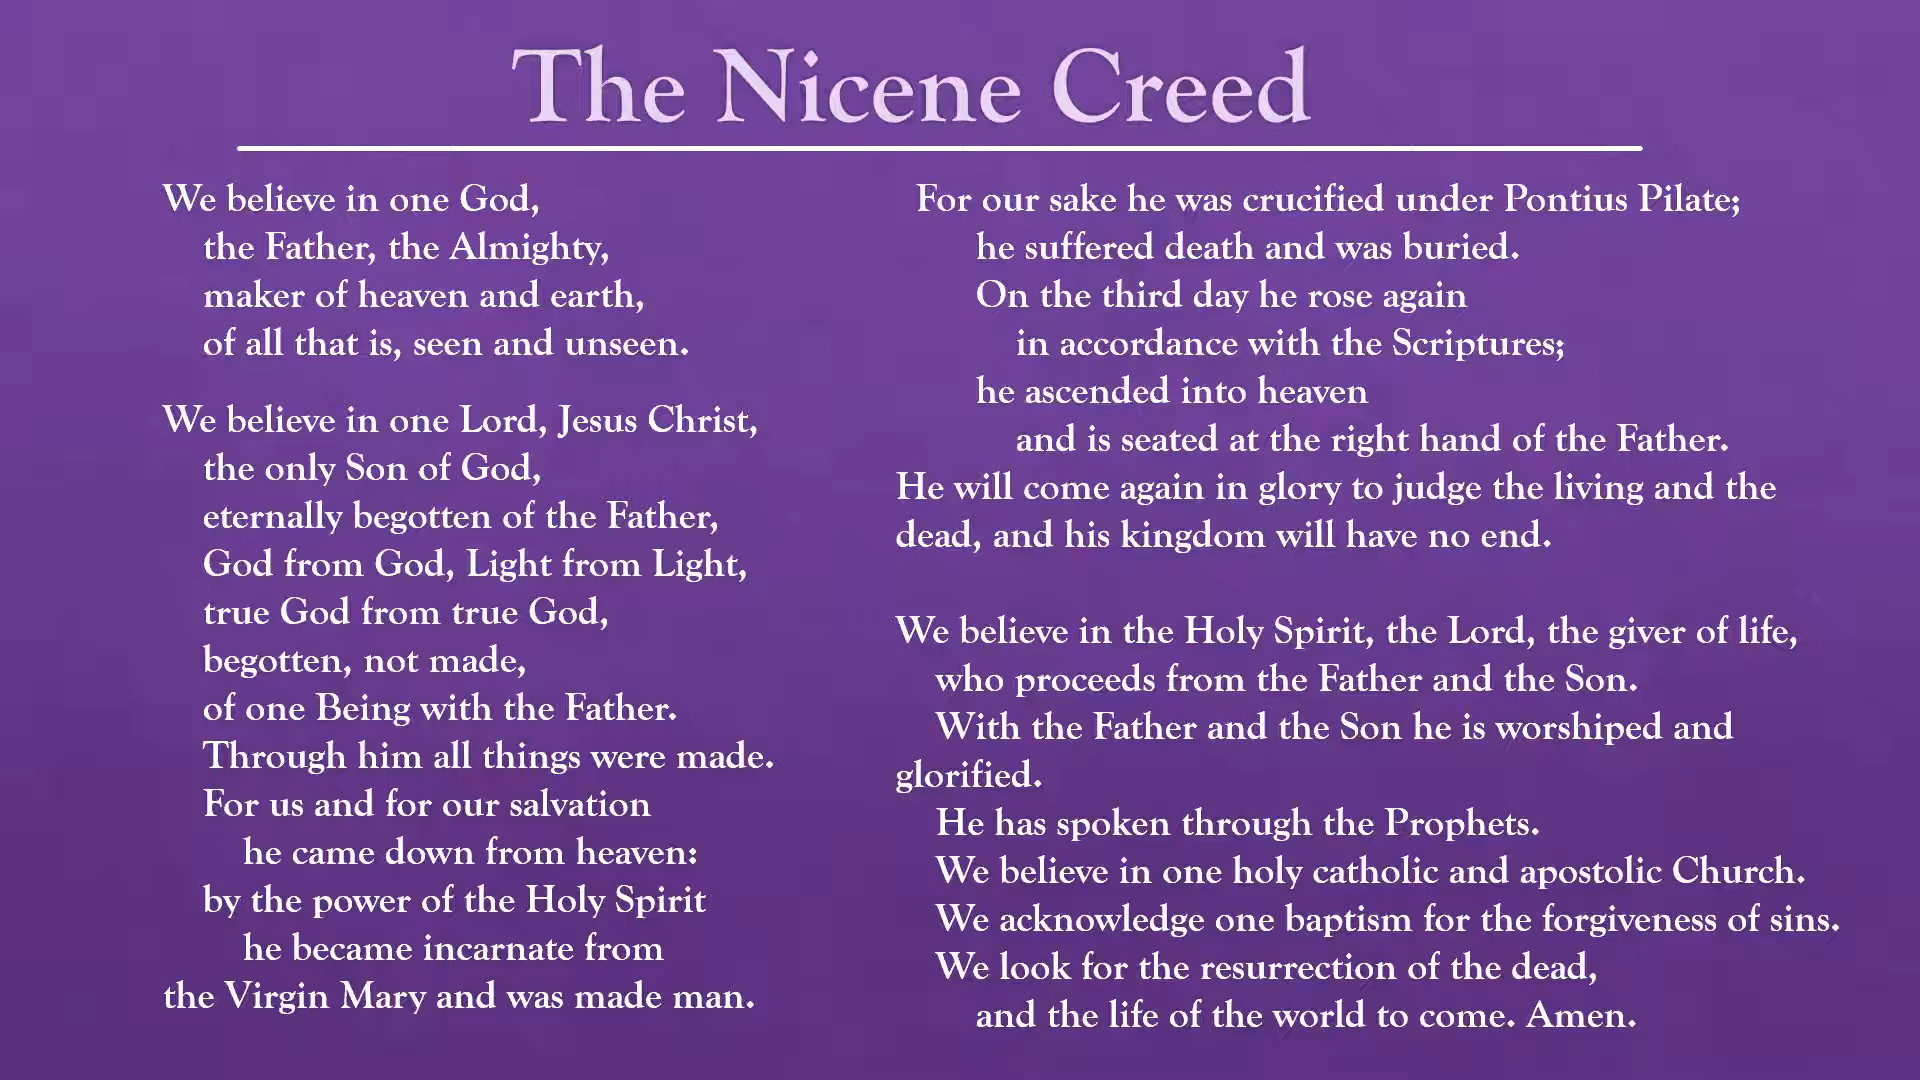 The Nicene Creed
We believe in one God,
the Father, the Almighty,
maker of heaven and earth,
of all that is, seen and unseen.
We believe in one Lord, Jesus Christ,
the only Son of God,
eternally begotten of the Father,
God from God, Light from Light,
true God from true God,
begotten, not made,
of one Being with the Father.
Through him all things were made.
For us and for our salvation
he came down from heaven:
by the power of the Holy Spirit
he became incarnate from
the Virgin Mary and was made man.
For our sake he was crucified under Pontius Pilate;
he suffered death and was buried.
On the third day he rose again
in accordance with the Scriptures;
he ascended into heaven
and is seated at the right hand of the Father.
He will come again in glory to judge the living and the
dead, and his kingdom will have no end.
We believe in the Holy Spirit, the Lord, the giver of life,
who proceeds from the Father and the Son.
With the Father and the Son he is worshiped and
glorified.
He has spoken through the Prophets.
We believe in one holy catholic and apostolic Church.
We acknowledge one baptism for the forgiveness of sins.
We look for the resurrection of the dead,
and the life of the world to come. Amen.